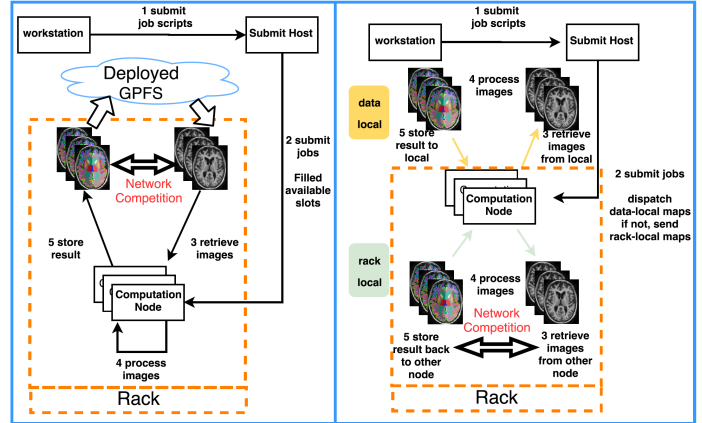 1 submit
job scripts
workstation
Submit Host
Deployed
GPFS
2 submit
jobs
Filled
available
slots
Network
Competition
5 store
result
3 retrieve
images
Computation
Node
4 process
images
Rack
1 submit
job scripts
workstation
Submit Host
data
local
4 process
images
5 store
result to
local
3 retrieve
images
from local
2 submit jobs
dispatch
data-local maps
if not, send
rack-local maps
Computation
Node
rack
local
4 process
images
Network
Competition
5 store
result back
to other
node
3 retrieve
images
from other
node
Rack